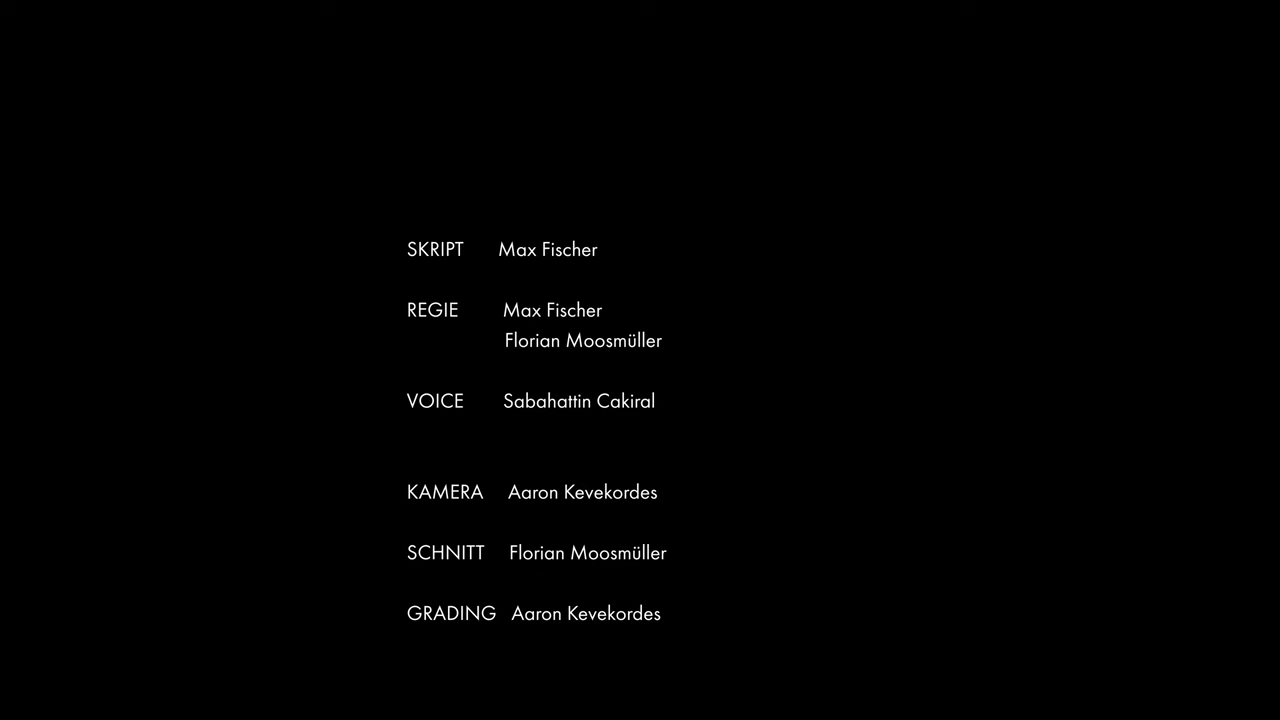 SKRIPT Max Fischer
REGIE Max Fischer
Florian Moosmüller
VOICE Sabahattin Cakiral
KAMERA Aaron Kevekordes
SCHNITT Florian Moosmüller
GRADING Aaron Kevekordes